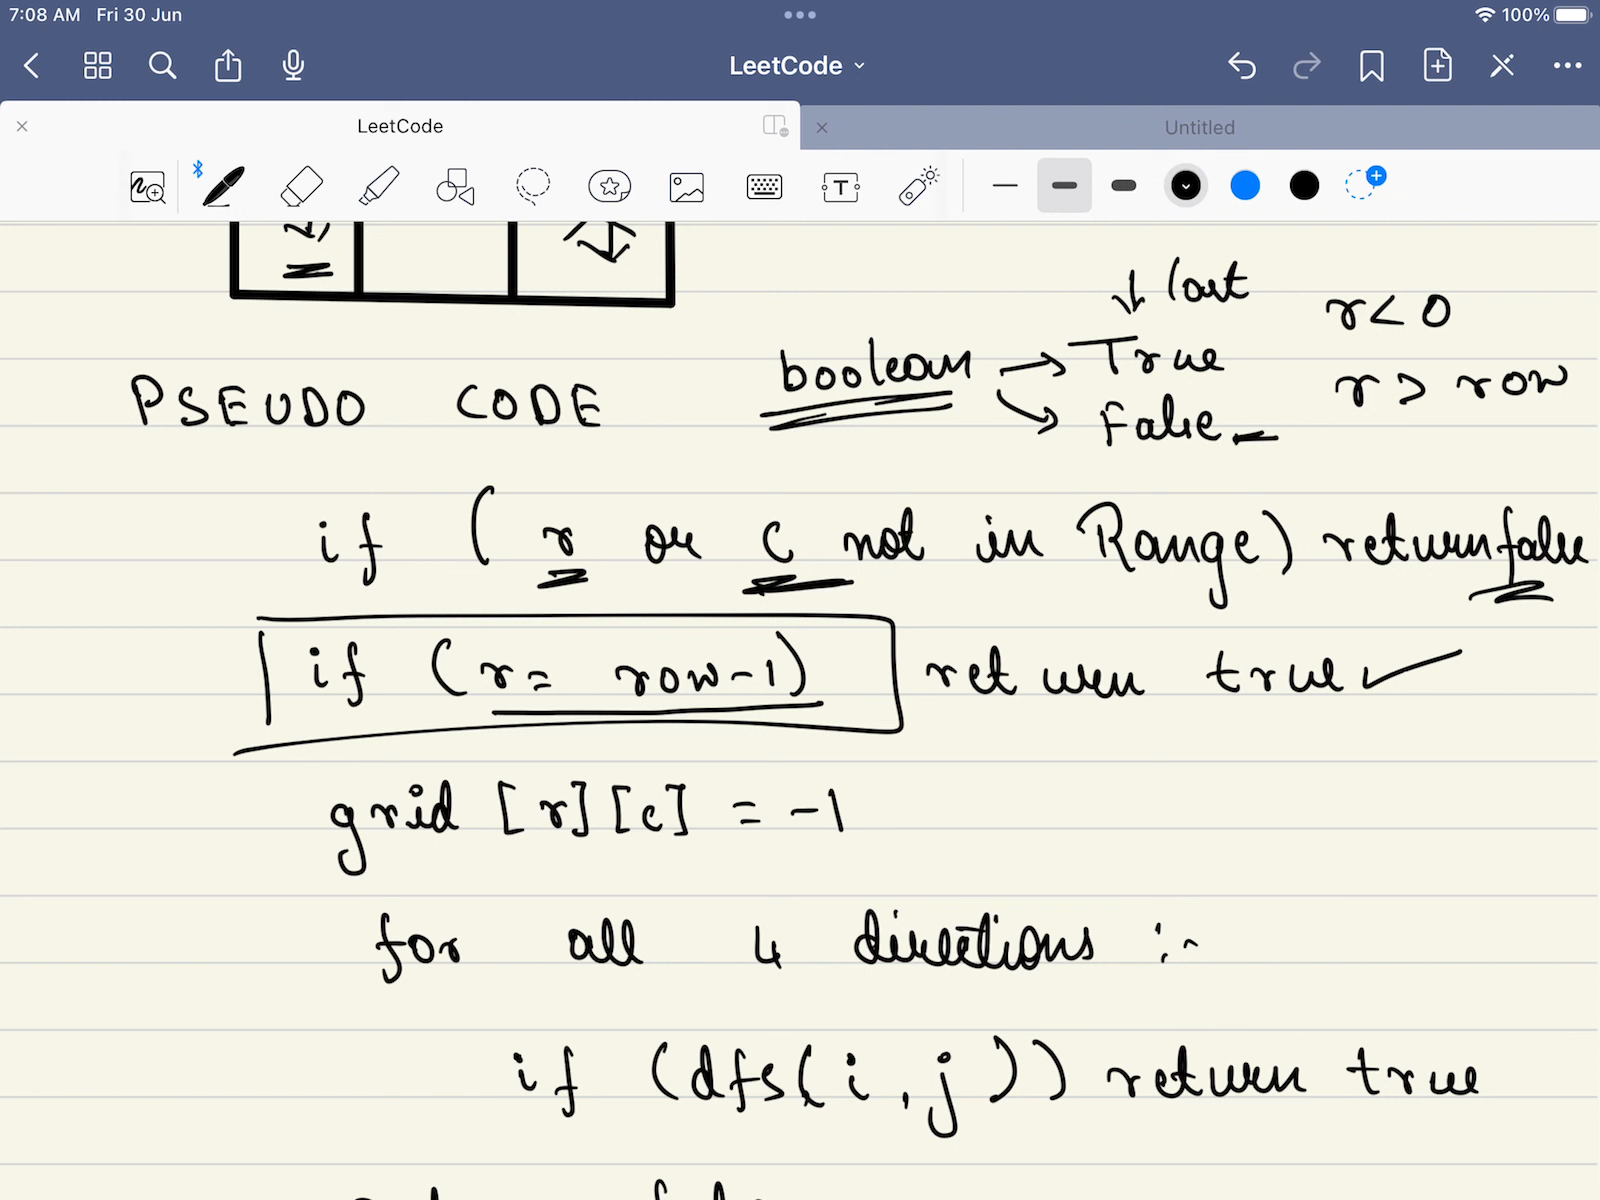 7:08 AM Fri 30 Jun
100%
LeetCode
LeetCode
Untitled
T
↓ last
r < 0
boolean → True
r > row
PSEUDO CODE
→ False
if ( r or c not in Range) return false
if (r = row-1) return true ✓
grid [r][c] = -1
for all 4 directions :-
if (dfs(i,j)) return true